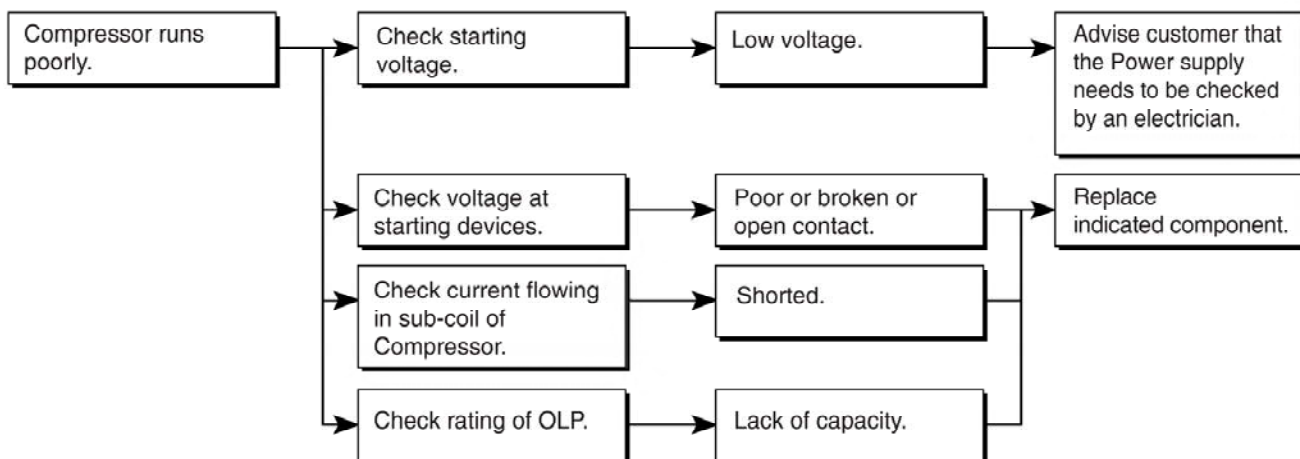 Compressor runs
poorly.
Check starting
voltage.
Low voltage.
Advise customer that
the Power supply
needs to be checked
by an electrician.
Check voltage at
starting devices.
Poor or broken or
open contact.
Replace
indicated component.
Check current flowing
in sub-coil of
Compressor.
Shorted.
Check rating of OLP.
Lack of capacity.